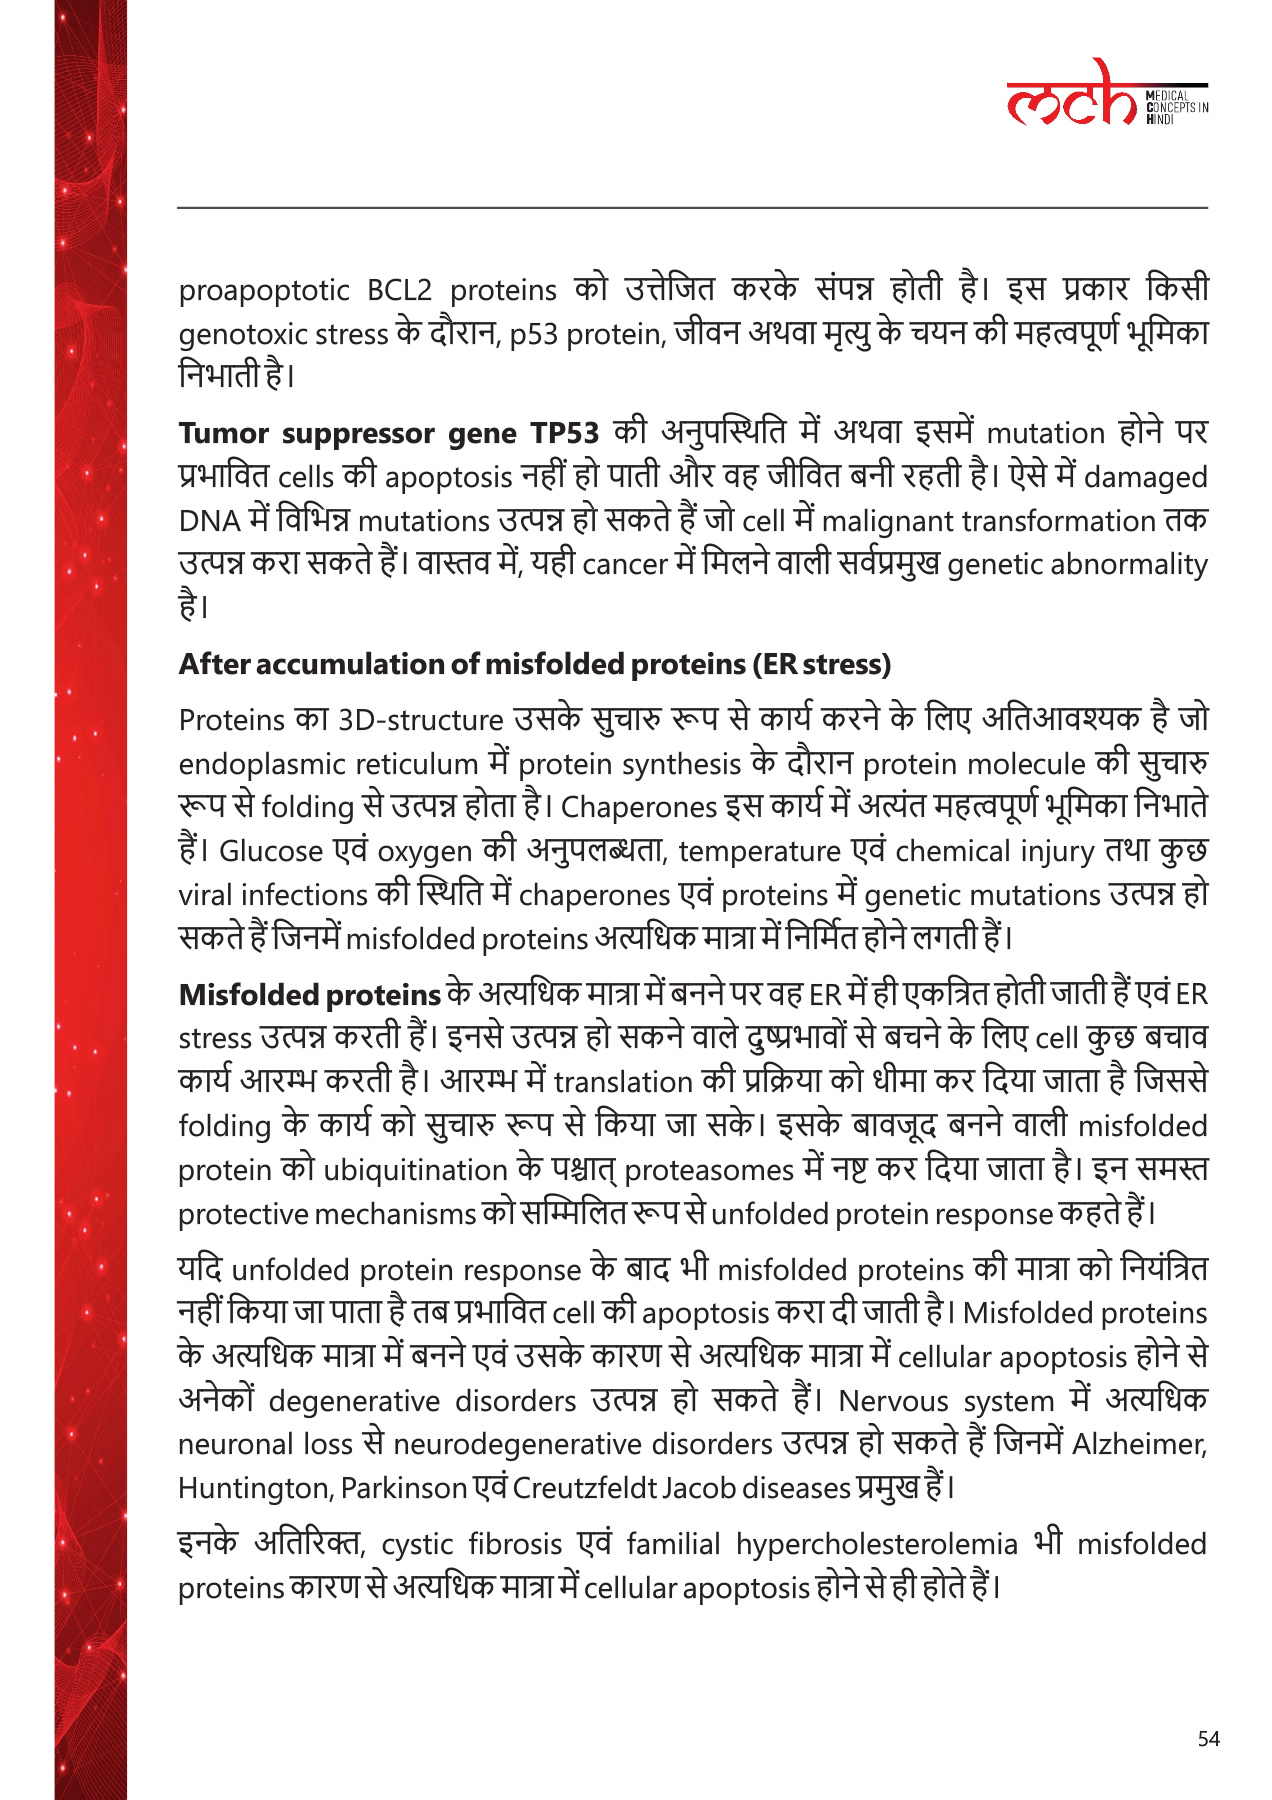 mch MEDICAL
CONCEPTS IN
HINDI
proapoptotic BCL2 proteins को उत्तेजित करके संपन्न होती है। इस प्रकार किसी
genotoxic stress के दौरान, p53 protein, जीवन अथवा मृत्यु के चयन की महत्वपूर्ण भूमिका
निभाती है।
Tumor suppressor gene TP53 की अनुपस्थिति में अथवा इसमें mutation होने पर
प्रभावित cells की apoptosis नहीं हो पाती और वह जीवित बनी रहती है। ऐसे में damaged
DNA में विभिन्न mutations उत्पन्न हो सकते हैं जो cell में malignant transformation तक
उत्पन्न करा सकते हैं। वास्तव में, यही cancer में मिलने वाली सर्वप्रमुख genetic abnormality
है।
After accumulation of misfolded proteins (ER stress)
Proteins का 3D-structure उसके सुचारु रूप से कार्य करने के लिए अतिआवश्यक है जो
endoplasmic reticulum में protein synthesis के दौरान protein molecule की सुचारु
रूप से folding से उत्पन्न होता है। Chaperones इस कार्य में अत्यंत महत्वपूर्ण भूमिका निभाते
हैं। Glucose एवं oxygen की अनुपलब्धता, temperature एवं chemical injury तथा कुछ
viral infections की स्थिति में chaperones एवं proteins में genetic mutations उत्पन्न हो
सकते हैं जिनमें misfolded proteins अत्यधिक मात्रा में निर्मित होने लगती हैं।
Misfolded proteins के अत्यधिक मात्रा में बनने पर वह ER में ही एकत्रित होती जाती हैं एवं ER
stress उत्पन्न करती हैं। इनसे उत्पन्न हो सकने वाले दुष्प्रभावों से बचने के लिए cell कुछ बचाव
कार्य आरम्भ करती है। आरम्भ में translation की प्रक्रिया को धीमा कर दिया जाता है जिससे
folding के कार्य को सुचारु रूप से किया जा सके। इसके बावजूद बनने वाली misfolded
protein को ubiquitination के पश्चात् proteasomes में नष्ट कर दिया जाता है। इन समस्त
protective mechanisms को सम्मिलित रूप से unfolded protein response कहते हैं।
यदि unfolded protein response के बाद भी misfolded proteins की मात्रा को नियंत्रित
नहीं किया जा पाता है तब प्रभावित cell की apoptosis करा दी जाती है। Misfolded proteins
के अत्यधिक मात्रा में बनने एवं उसके कारण से अत्यधिक मात्रा में cellular apoptosis होने से
अनेकों degenerative disorders उत्पन्न हो सकते हैं। Nervous system में अत्यधिक
neuronal loss से neurodegenerative disorders उत्पन्न हो सकते हैं जिनमें Alzheimer,
Huntington, Parkinson एवं Creutzfeldt Jacob diseases प्रमुख हैं।
इनके अतिरिक्त, cystic fibrosis एवं familial hypercholesterolemia भी misfolded
proteins कारण से अत्यधिक मात्रा में cellular apoptosis होने से ही होते हैं।
54